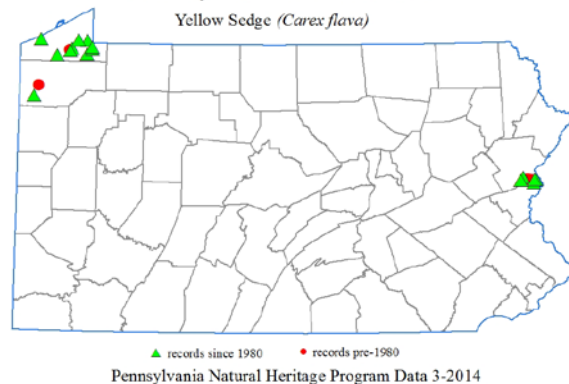 Yellow Sedge (Carex flava)
records since 1980 records pre-1980
Pennsylvania Natural Heritage Program Data 3-2014